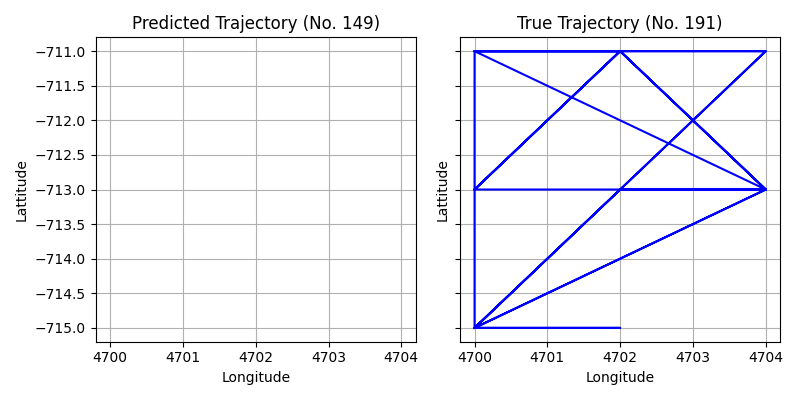 Predicted Trajectory (No. 149)
−711.0
−711.5
−712.0
−712.5
−713.0
−713.5
−714.0
−714.5
−715.0
Lattitude
4700 4701 4702 4703 4704
Longitude
True Trajectory (No. 191)
Lattitude
4700 4701 4702 4703 4704
Longitude